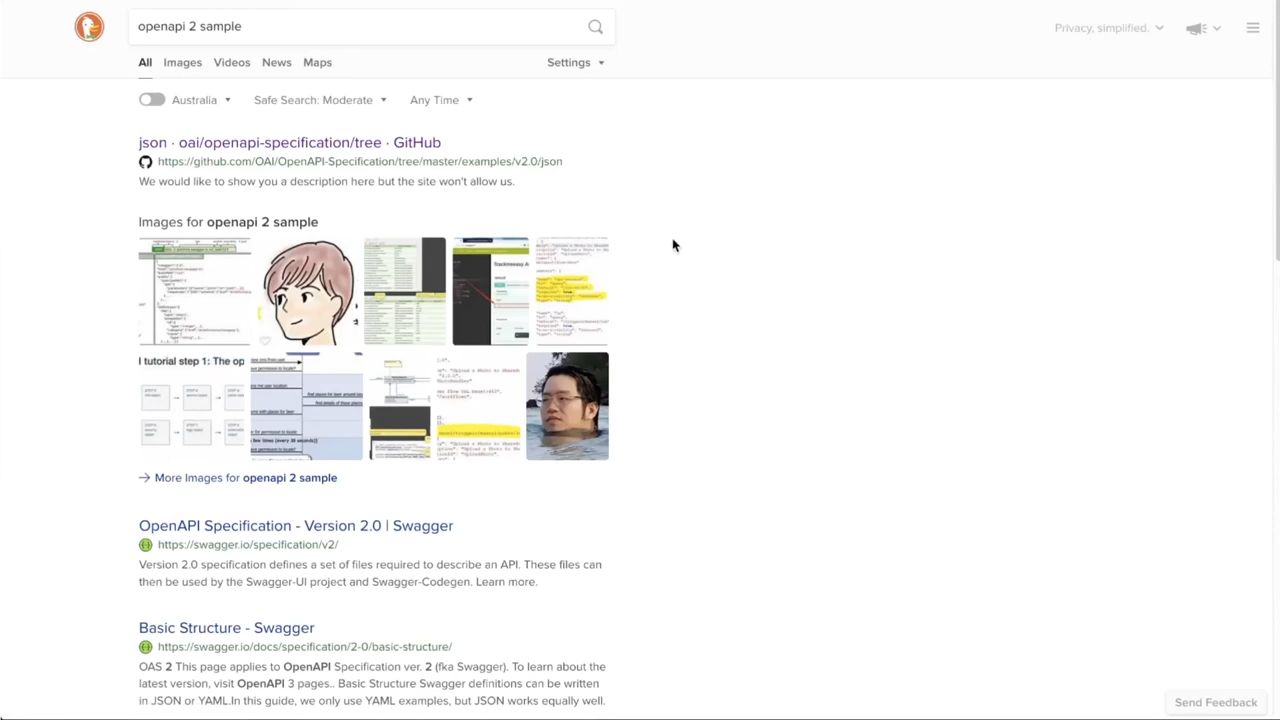 openapi 2 sample
Privacy, simplified.
All Images Videos News Maps Settings
Australia Safe Search: Moderate Any Time
json · oai/openapi-specification/tree · GitHub
https://github.com/OAI/OpenAPI-Specification/tree/master/examples/v2.0/json
We would like to show you a description here but the site won't allow us.
Images for openapi 2 sample
l tutorial step 1: The op
More Images for openapi 2 sample
OpenAPI Specification - Version 2.0 | Swagger
https://swagger.io/specification/v2/
Version 2.0 specification defines a set of files required to describe an API. These files can
then be used by the Swagger-UI project and Swagger-Codegen. Learn more.
Basic Structure - Swagger
https://swagger.io/docs/specification/2-0/basic-structure/
OAS 2 This page applies to OpenAPI Specification ver. 2 (fka Swagger). To learn about the
latest version, visit OpenAPI 3 pages.. Basic Structure Swagger definitions can be written
in JSON or YAML.In this guide, we only use YAML examples, but JSON works equally well.
Send Feedback